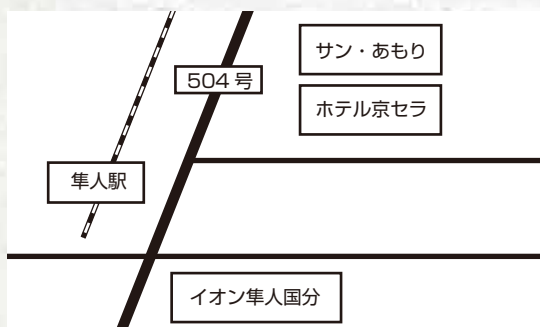 サン・あもり
504号
ホテル京セラ
隼人駅
イオン隼人国分